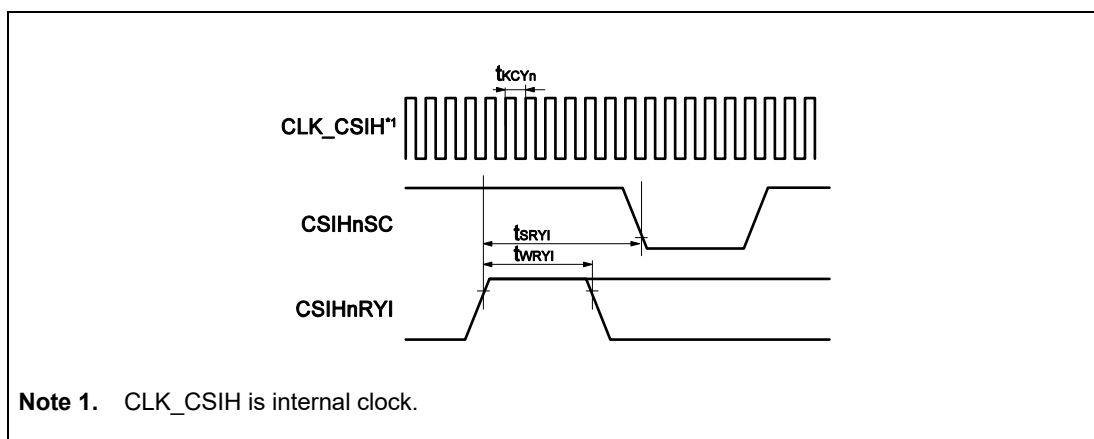 tKCYn
CLK_CSIH*1
CSIHnSC
tSRYI
tWRYI
CSIHnRYI
Note 1. CLK_CSIH is internal clock.